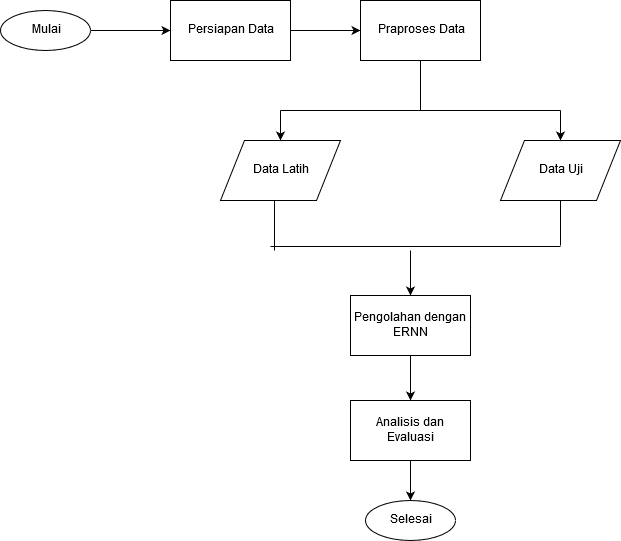 Mulai
Persiapan Data
Praproses Data
Data Latih
Data Uji
Pengolahan dengan
ERNN
Analisis dan
Evaluasi
Selesai